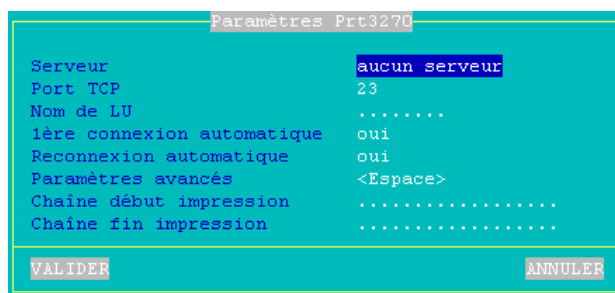 Paramètres Prt3270
Serveur aucun serveur
Port TCP 23
Nom de LU ........
1ère connexion automatique oui
Reconnexion automatique oui
Paramètres avancés <Espace>
Chaîne début impression ..................
Chaîne fin impression ..................
VALIDER ANNULER